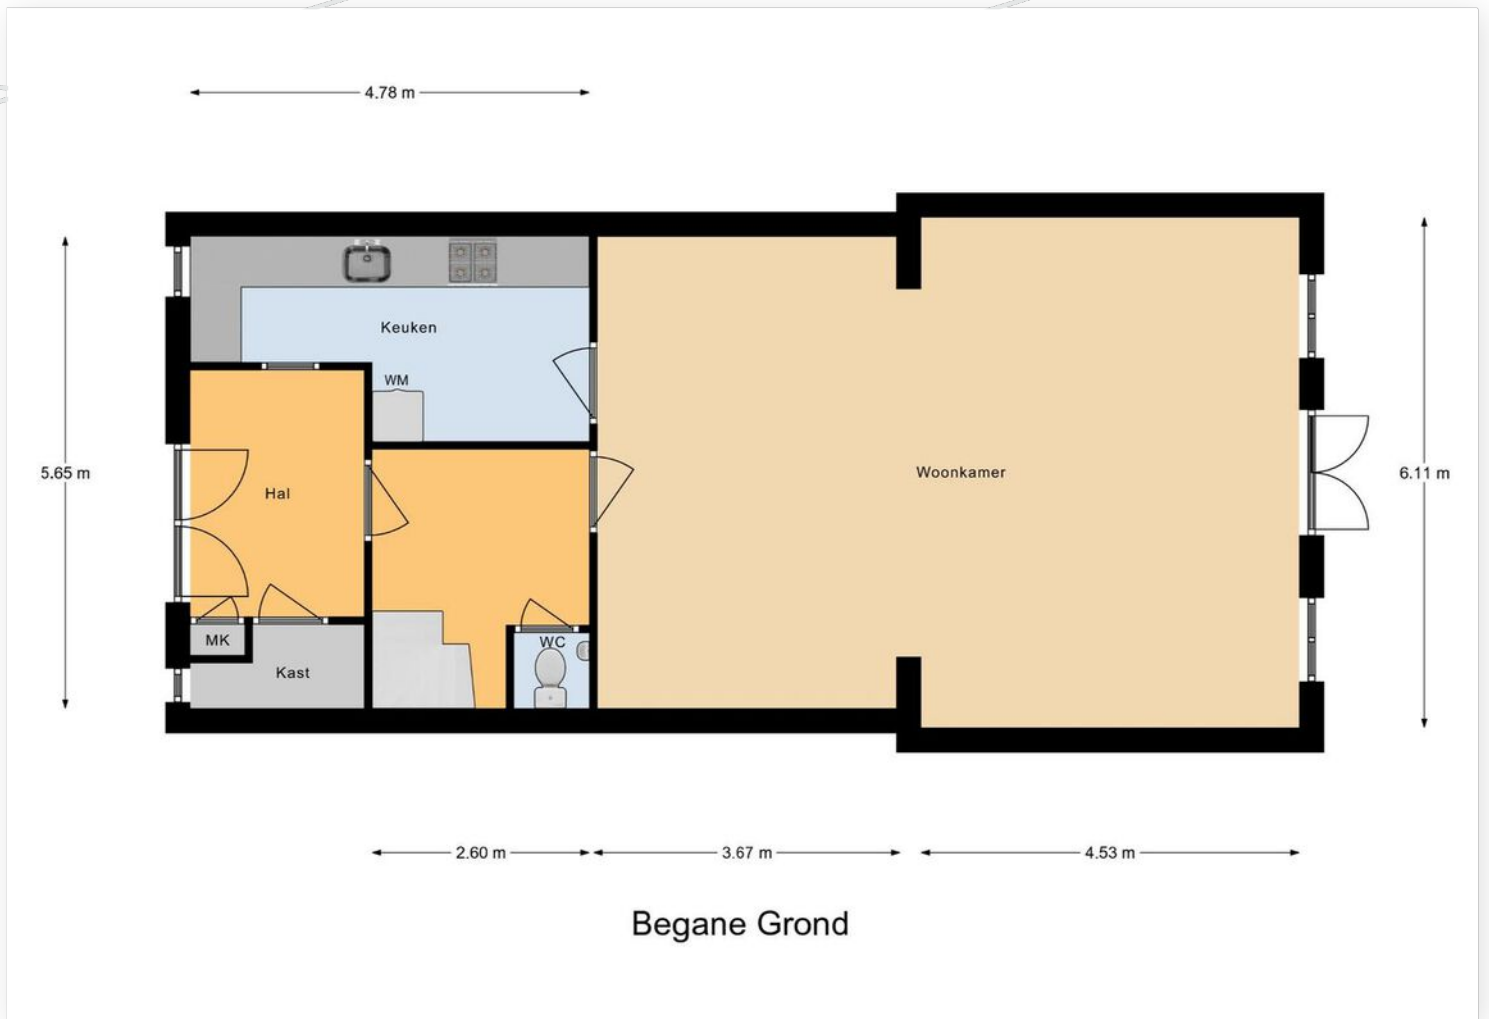 4.78 m
Keuken
WM
5.65 m
Hal
Woonkamer
6.11 m
MK
WC
Kast
2.60 m
3.67 m
4.53 m
Begane Grond